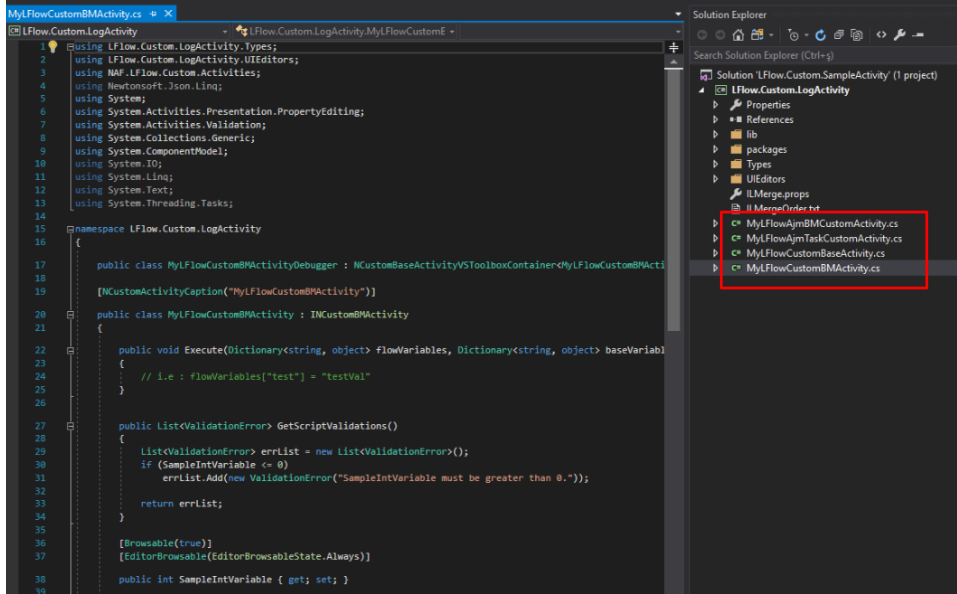 MyLFlowCustomBMActivity.cs
LFlow.Custom.LogActivity
LFlow.Custom.LogActivity.MyLFlowCustomE
1 using LFlow.Custom.LogActivity.Types;
2 using LFlow.Custom.LogActivity.UIEditors;
3 using NAF.LFlow.Custom.Activities;
4 using Newtonsoft.Json.Linq;
5 using System;
6 using System.Activities.Presentation.PropertyEditing;
7 using System.Activities.Validation;
8 using System.Collections.Generic;
9 using System.ComponentModel;
10 using System.IO;
11 using System.Linq;
12 using System.Text;
13 using System.Threading.Tasks;
14
15 namespace LFlow.Custom.LogActivity
16 {
17 public class MyLFlowCustomBMActivityDebugger : NCustomBaseActivityVSToolboxContainer<MyLFlowCustomBMActi
18
19 [NCustomActivityCaption("MyLFlowCustomBMActivity")]
20 public class MyLFlowCustomBMActivity : INCustomBMActivity
21 {
22 public void Execute(Dictionary<string, object> flowVariables, Dictionary<string, object> baseVariabl
23 {
24 // i.e : flowVariables["test"] = "testVal"
25 }
26
27 public List<ValidationError> GetScriptValidations()
28 {
29 List<ValidationError> errList = new List<ValidationError>();
30 if (SampleIntVariable <= 0)
31 errList.Add(new ValidationError("SampleIntVariable must be greater than 0."));
32
33 return errList;
34 }
35
36 [Browsable(true)]
37 [EditorBrowsable(EditorBrowsableState.Always)]
38 public int SampleIntVariable { get; set; }
39
Solution Explorer
Search Solution Explorer (Ctrl+ş)
Solution 'LFlow.Custom.SampleActivity' (1 project)
LFlow.Custom.LogActivity
Properties
References
lib
packages
Types
UIEditors
ILMerge.props
ILMergeOrder.txt
MyLFlowAjmBMCustomActivity.cs
MyLFlowAjmTaskCustomActivity.cs
MyLFlowCustomBaseActivity.cs
MyLFlowCustomBMActivity.cs